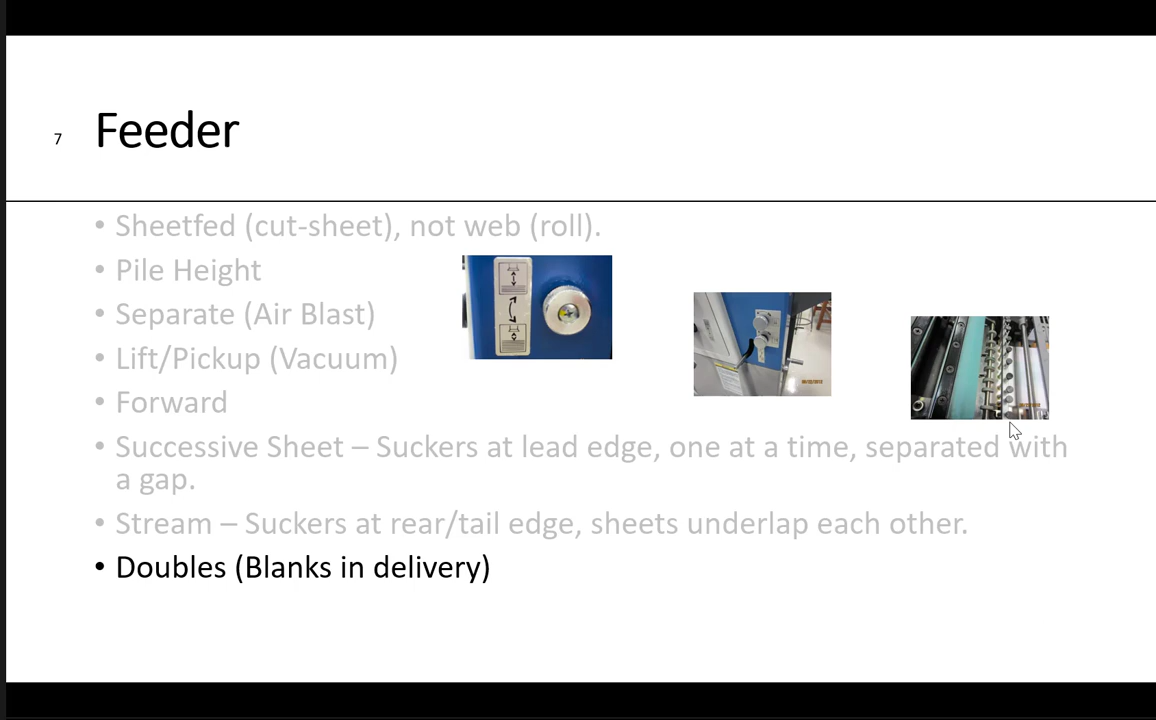 7
Feeder
• Sheetfed (cut-sheet), not web (roll).
• Pile Height
• Separate (Air Blast)
• Lift/Pickup (Vacuum)
• Forward
• Successive Sheet – Suckers at lead edge, one at a time, separated with
a gap.
• Stream – Suckers at rear/tail edge, sheets underlap each other.
• Doubles (Blanks in delivery)